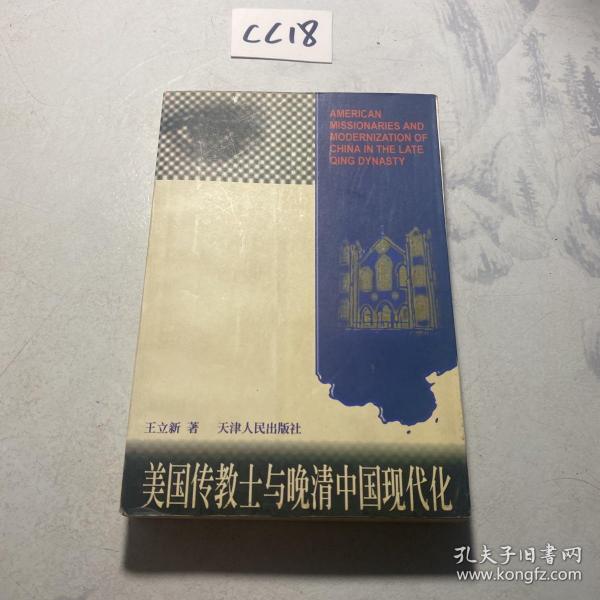 CC18
AMERICAN
MISSIONARIES AND
MODERNIZATION OF
CHINA IN THE LATE
QING DYNASTY
王立新 著 天津人民出版社
美国传教士与晚清中国现代化
孔夫子旧书网
www.kongfz.com